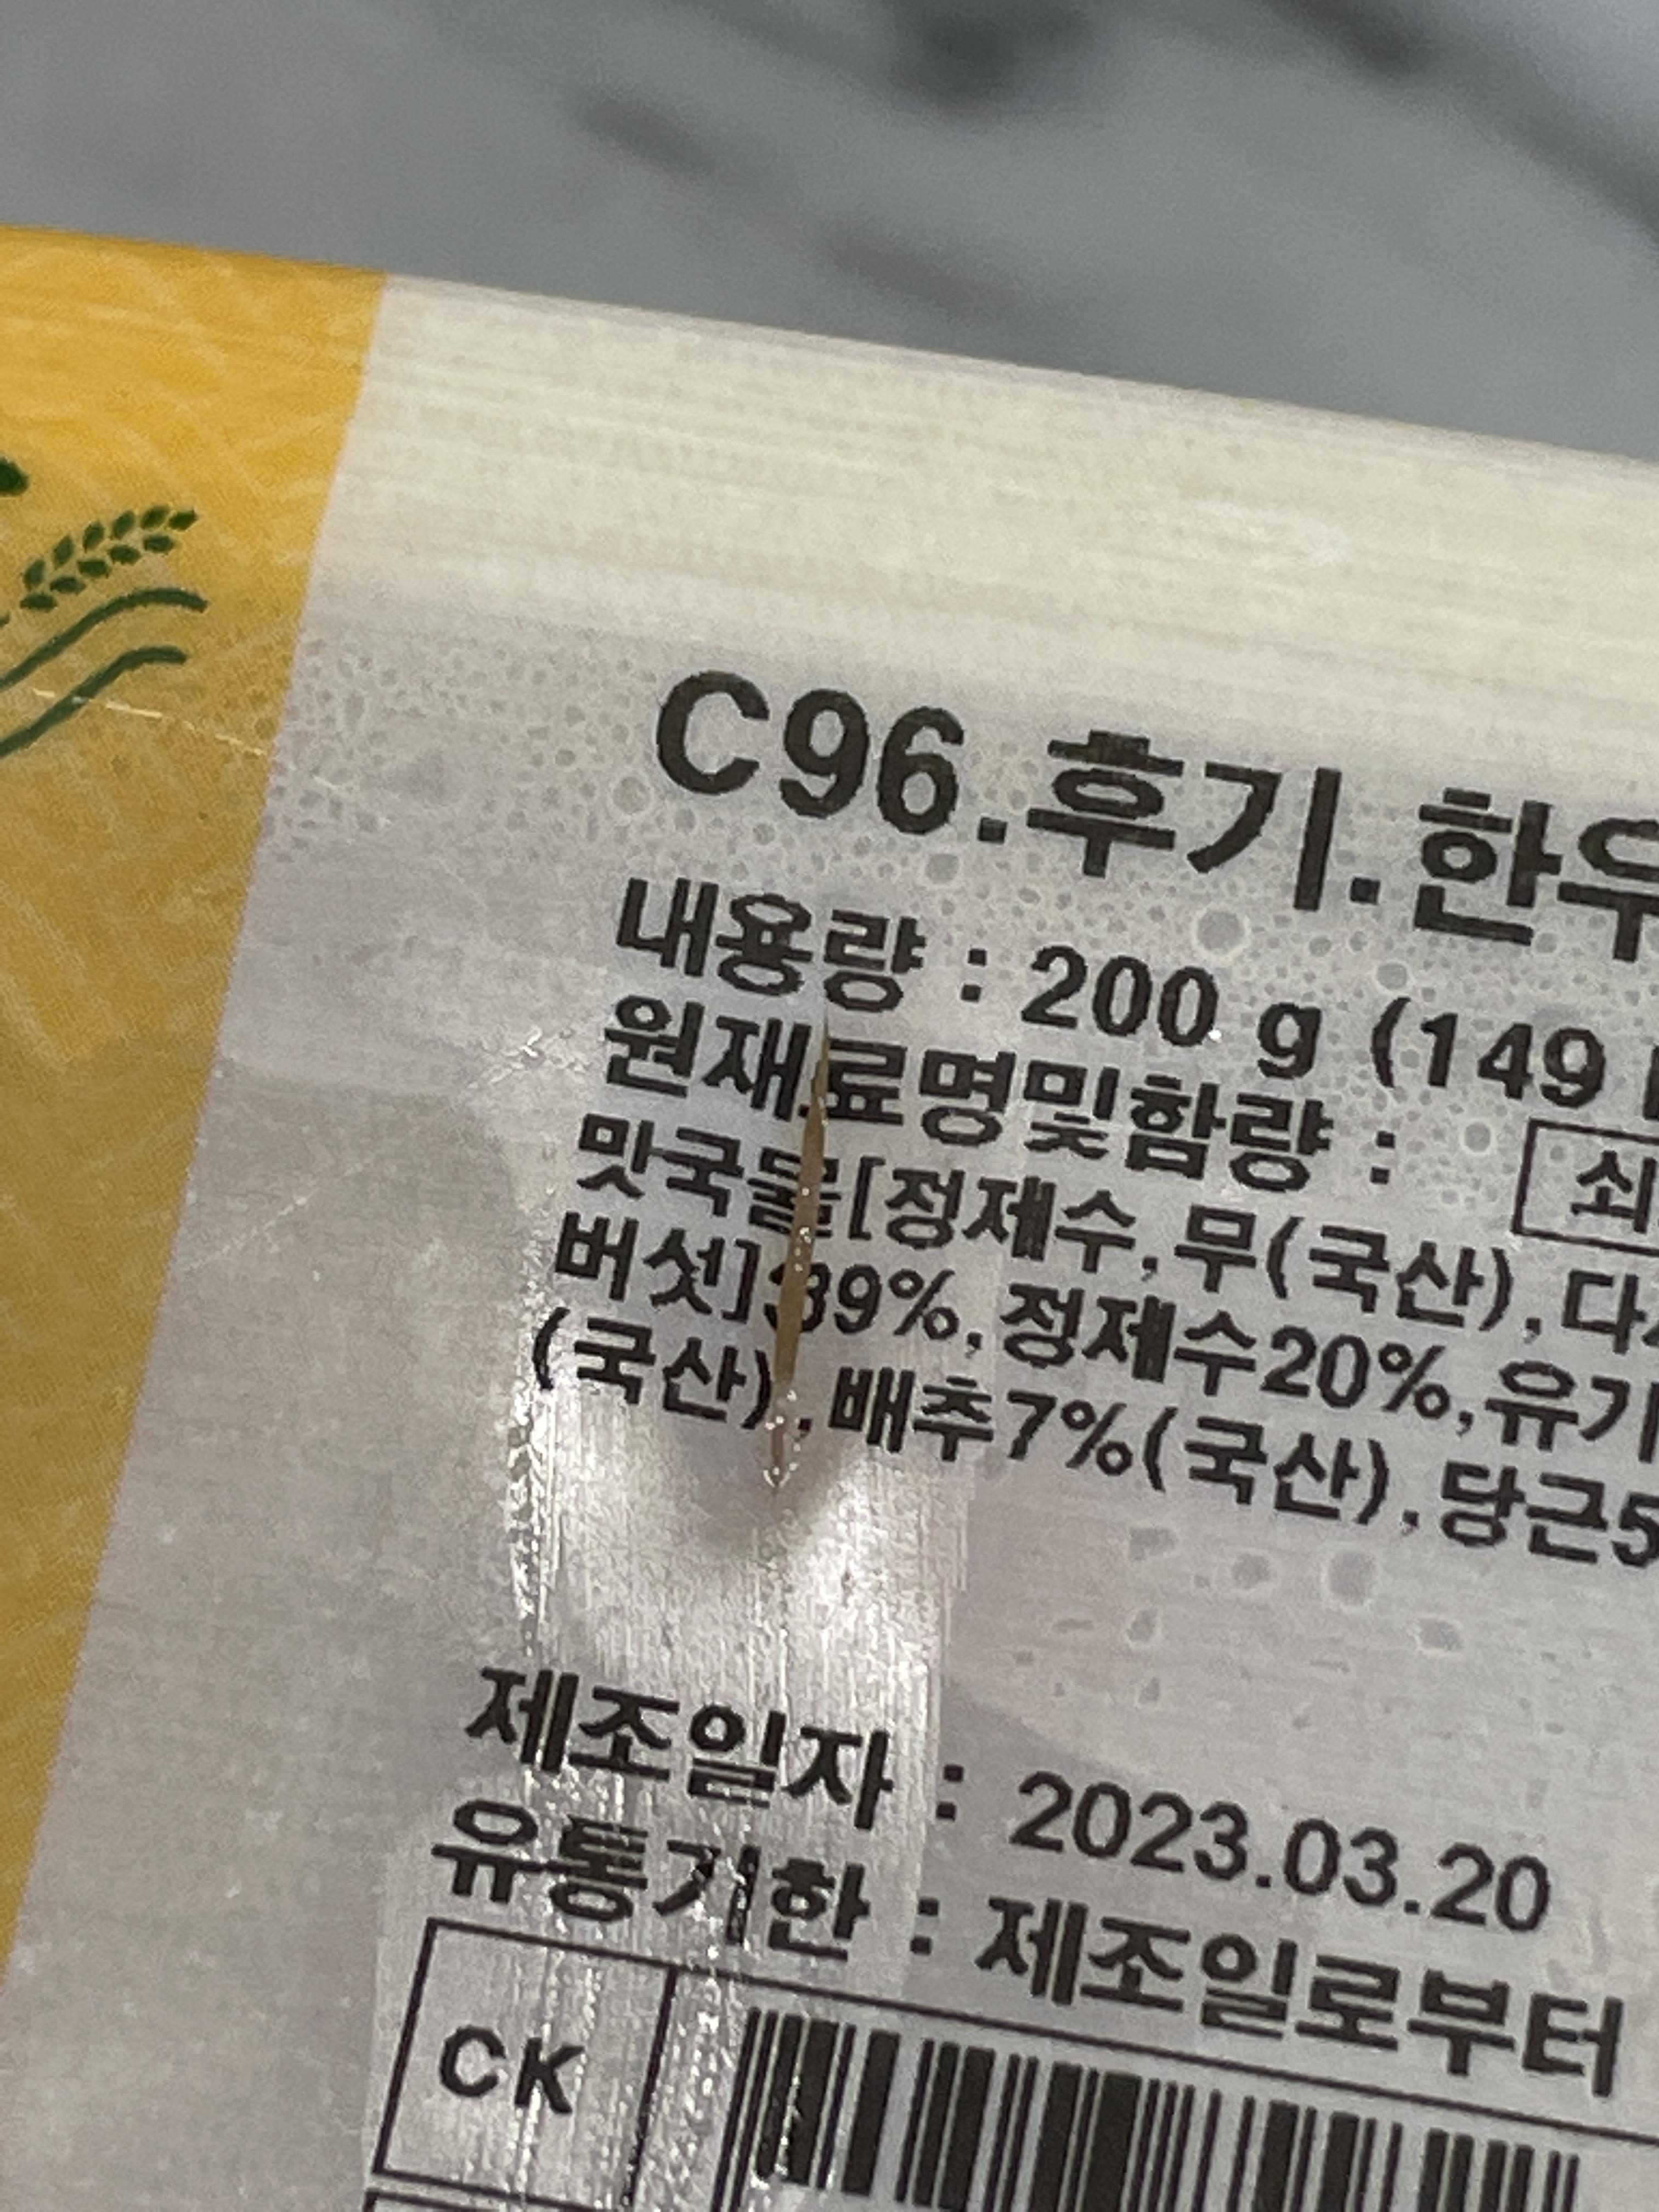 C96.후기.한우
내용량 : 200 g (149
원재료명및함량 :
맛국물[정제수,무(국산),다시
버섯]39%,정제수20%,유기
(국산),배추7%(국산),당근5
제조일자 : 2023.03.20
유통기한 : 제조일로부터
CK